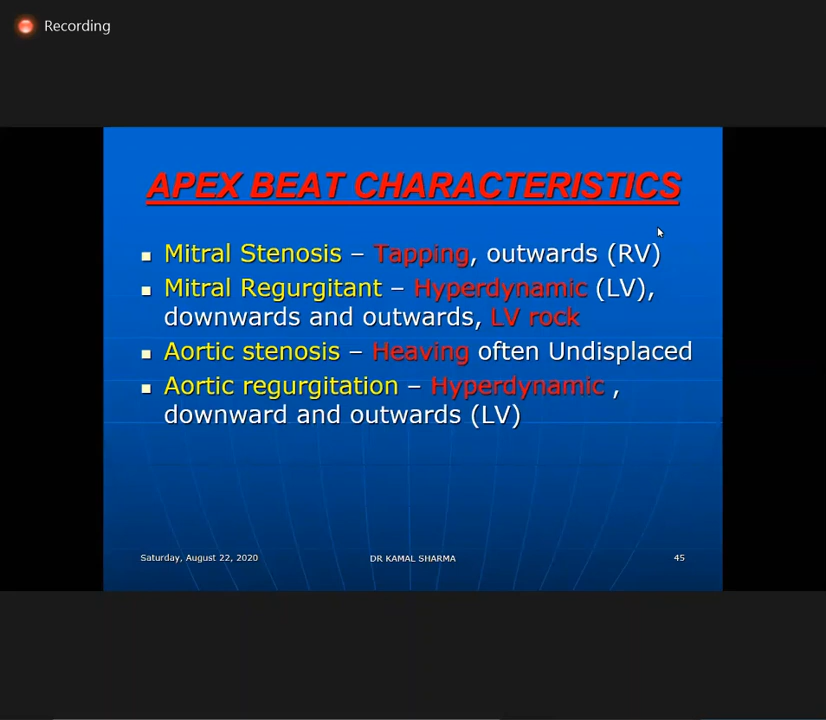 Recording
APEX BEAT CHARACTERISTICS
Mitral Stenosis – Tapping, outwards (RV)
Mitral Regurgitant – Hyperdynamic (LV),
downwards and outwards, LV rock
Aortic stenosis – Heaving often Undisplaced
Aortic regurgitation – Hyperdynamic ,
downward and outwards (LV)
Saturday, August 22, 2020 DR KAMAL SHARMA 45